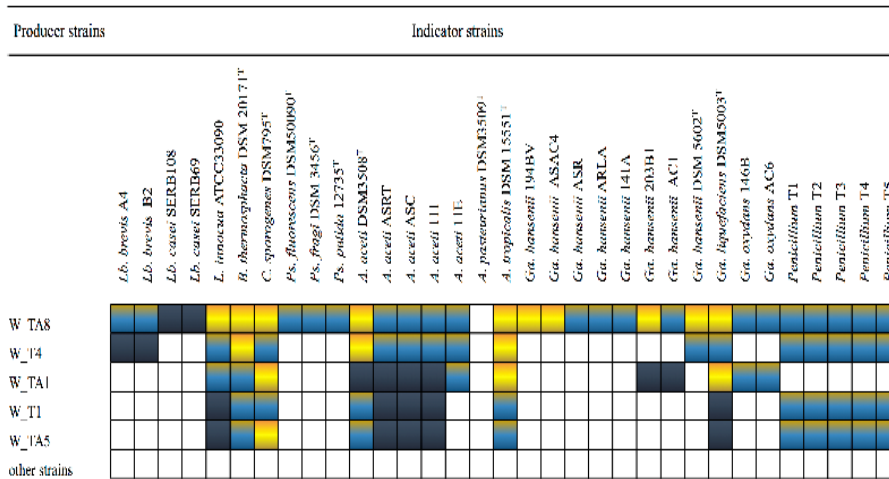 Producer strains
Indicator strains
Lb. brevis A4
Lb. brevis B2
Lb. casei SERB108
Lb. casei SERB69
L. innocua ATCC33090
B. thermosphacta DSM 20171ᵀ
C. sporogenes DSM795ᵀ
Ps. fluorescens DSM50090ᵀ
Ps. fragi DSM 3456ᵀ
Ps. putida 12735ᵀ
A. aceti DSM3508ᵀ
A. aceti ASRT
A. aceti ASC
A. aceti
A. aceti
A. pasteurianus DSM3509ᵀ
A. tropicalis DSM 15551ᵀ
Ga. hansenii 194BV
Ga. hansenii ASAC4
Ga. hansenii ASR
Ga. hansenii ARLA
Ga. hansenii 141A
Ga. hansenii 203B1
Ga. hansenii AC1
Ga. hansenii DSM 5602ᵀ
Ga. liquefaciens DSM5003ᵀ
Ga. oxydans 146B
Ga. oxydans AC6
Penicillium T1
Penicillium T2
Penicillium T3
Penicillium T4
Penicillium T5
W_TA8
W_T4
W_TA1
W_T1
W_TA5
other strains